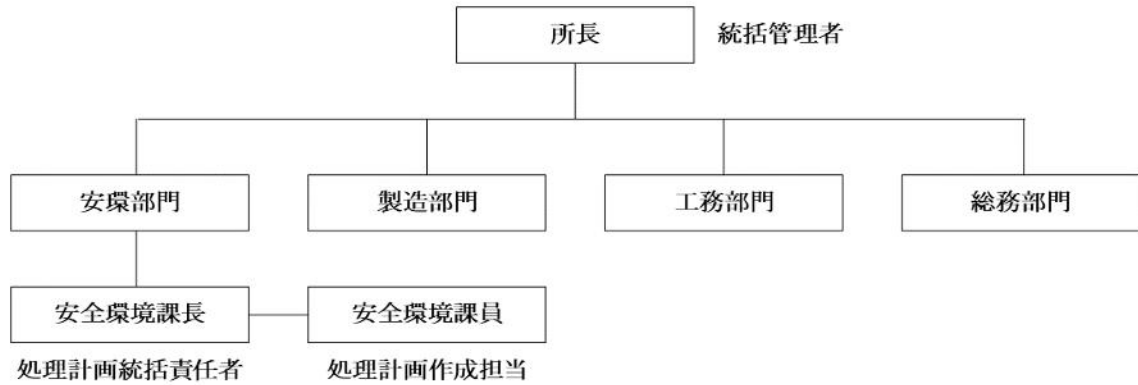 所長 統括管理者
安環部門 製造部門 工務部門 総務部門
安全環境課長 安全環境課員
処理計画統括責任者 処理計画作成担当